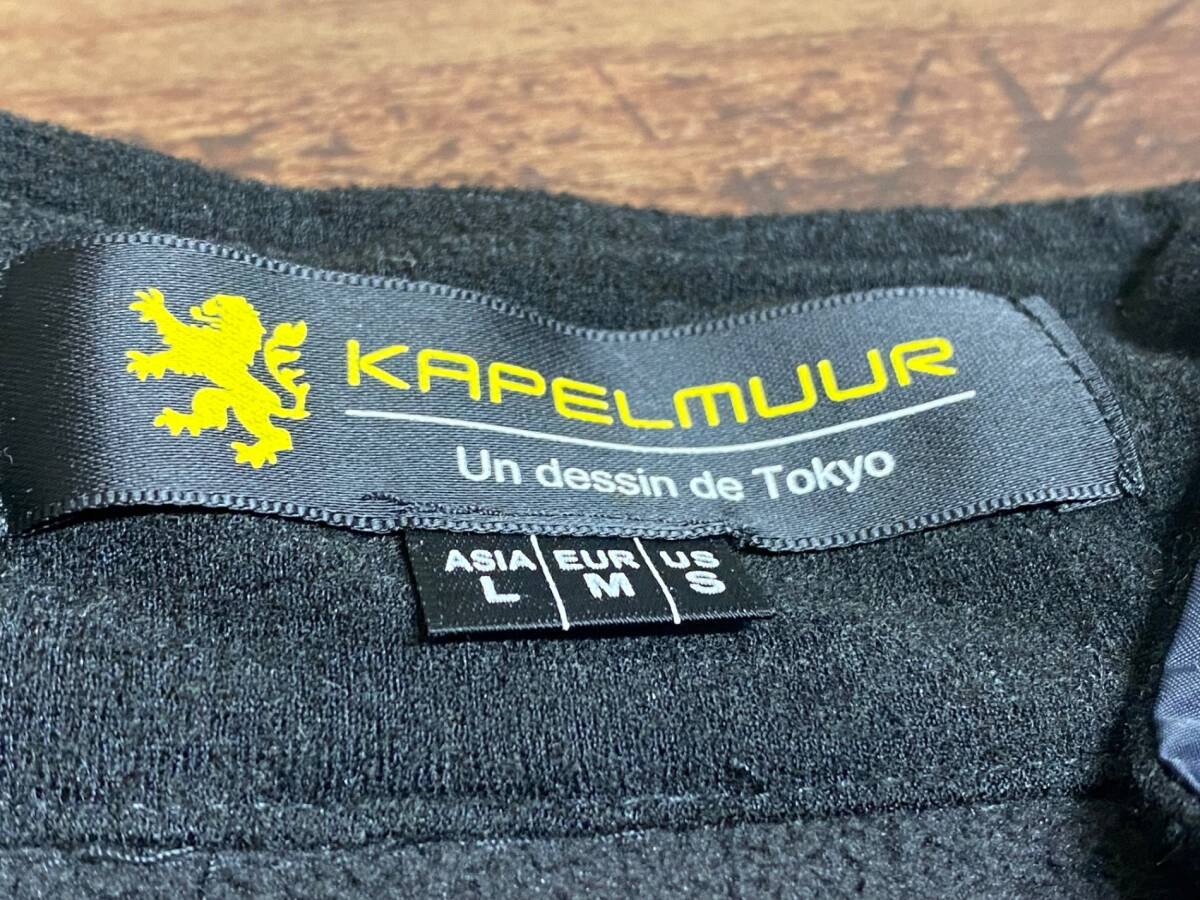 KAPELMUUR
Un dessin de Tokyo
ASIA EUR US
L M S